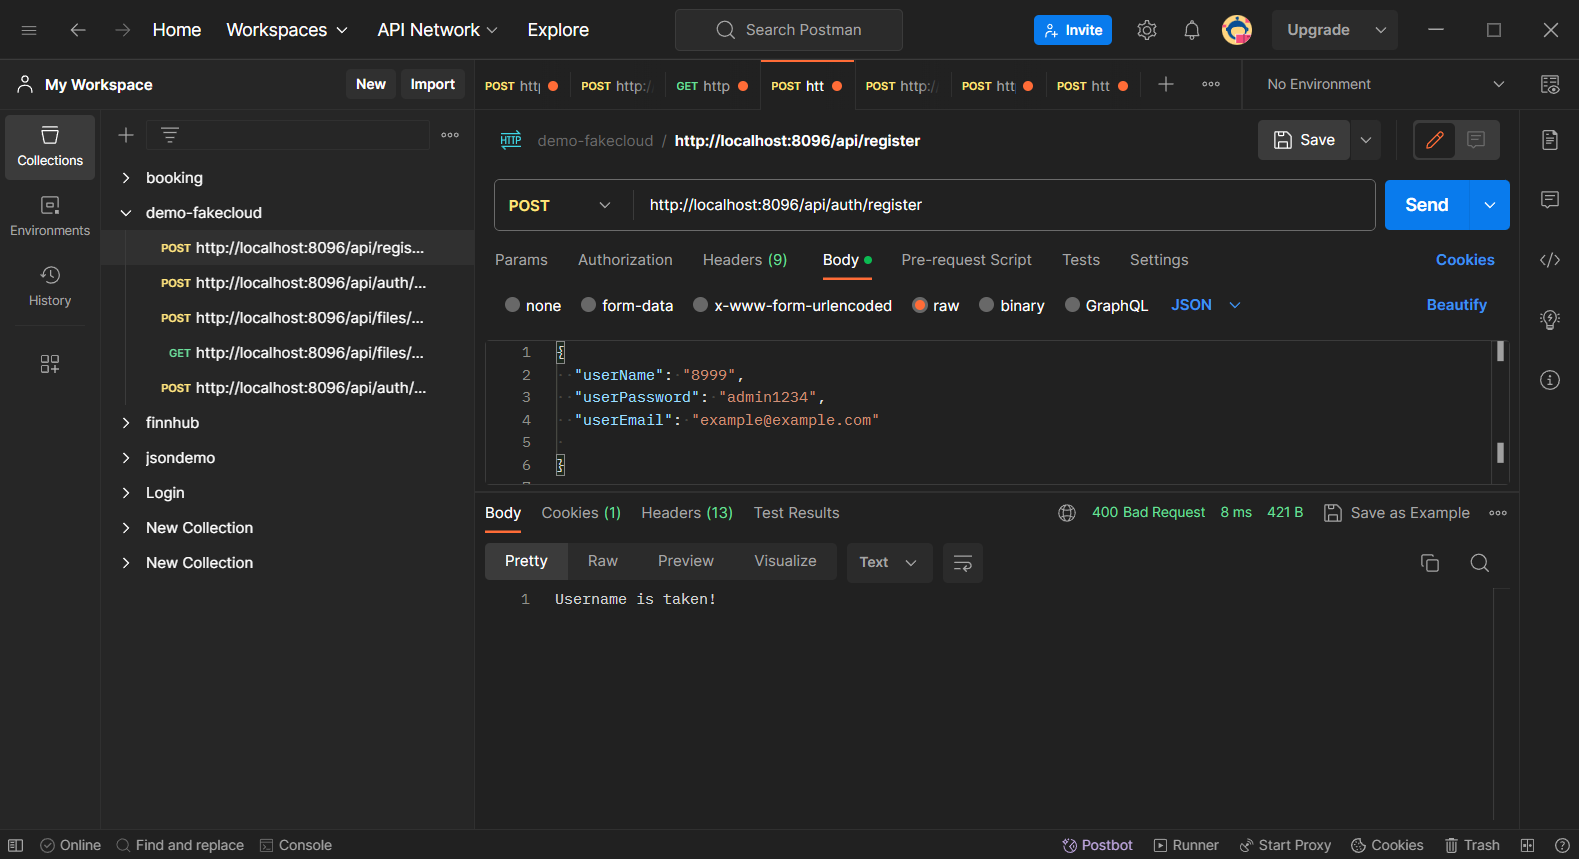 Home Workspaces API Network Explore Search Postman Invite Upgrade
My Workspace New Import POST http POST http:/ GET http POST htt POST http:/ POST htt POST htt No Environment
Collections
Environments
History
booking
demo-fakecloud
POST http://localhost:8096/api/regis...
POST http://localhost:8096/api/auth/...
POST http://localhost:8096/api/files/...
GET http://localhost:8096/api/files/...
POST http://localhost:8096/api/auth/...
finnhub
jsondemo
Login
New Collection
New Collection
HTTP demo-fakecloud / http://localhost:8096/api/register Save
POST http://localhost:8096/api/auth/register Send
Params Authorization Headers (9) Body Pre-request Script Tests Settings Cookies
none form-data x-www-form-urlencoded raw binary GraphQL JSON Beautify
1 {
2 "userName": "8999",
3 "userPassword": "admin1234",
4 "userEmail": "example@example.com"
5
6 }
Body Cookies (1) Headers (13) Test Results 400 Bad Request 8 ms 421 B Save as Example
Pretty Raw Preview Visualize Text
1 Username is taken!
Online Find and replace Console Postbot Runner Start Proxy Cookies Trash